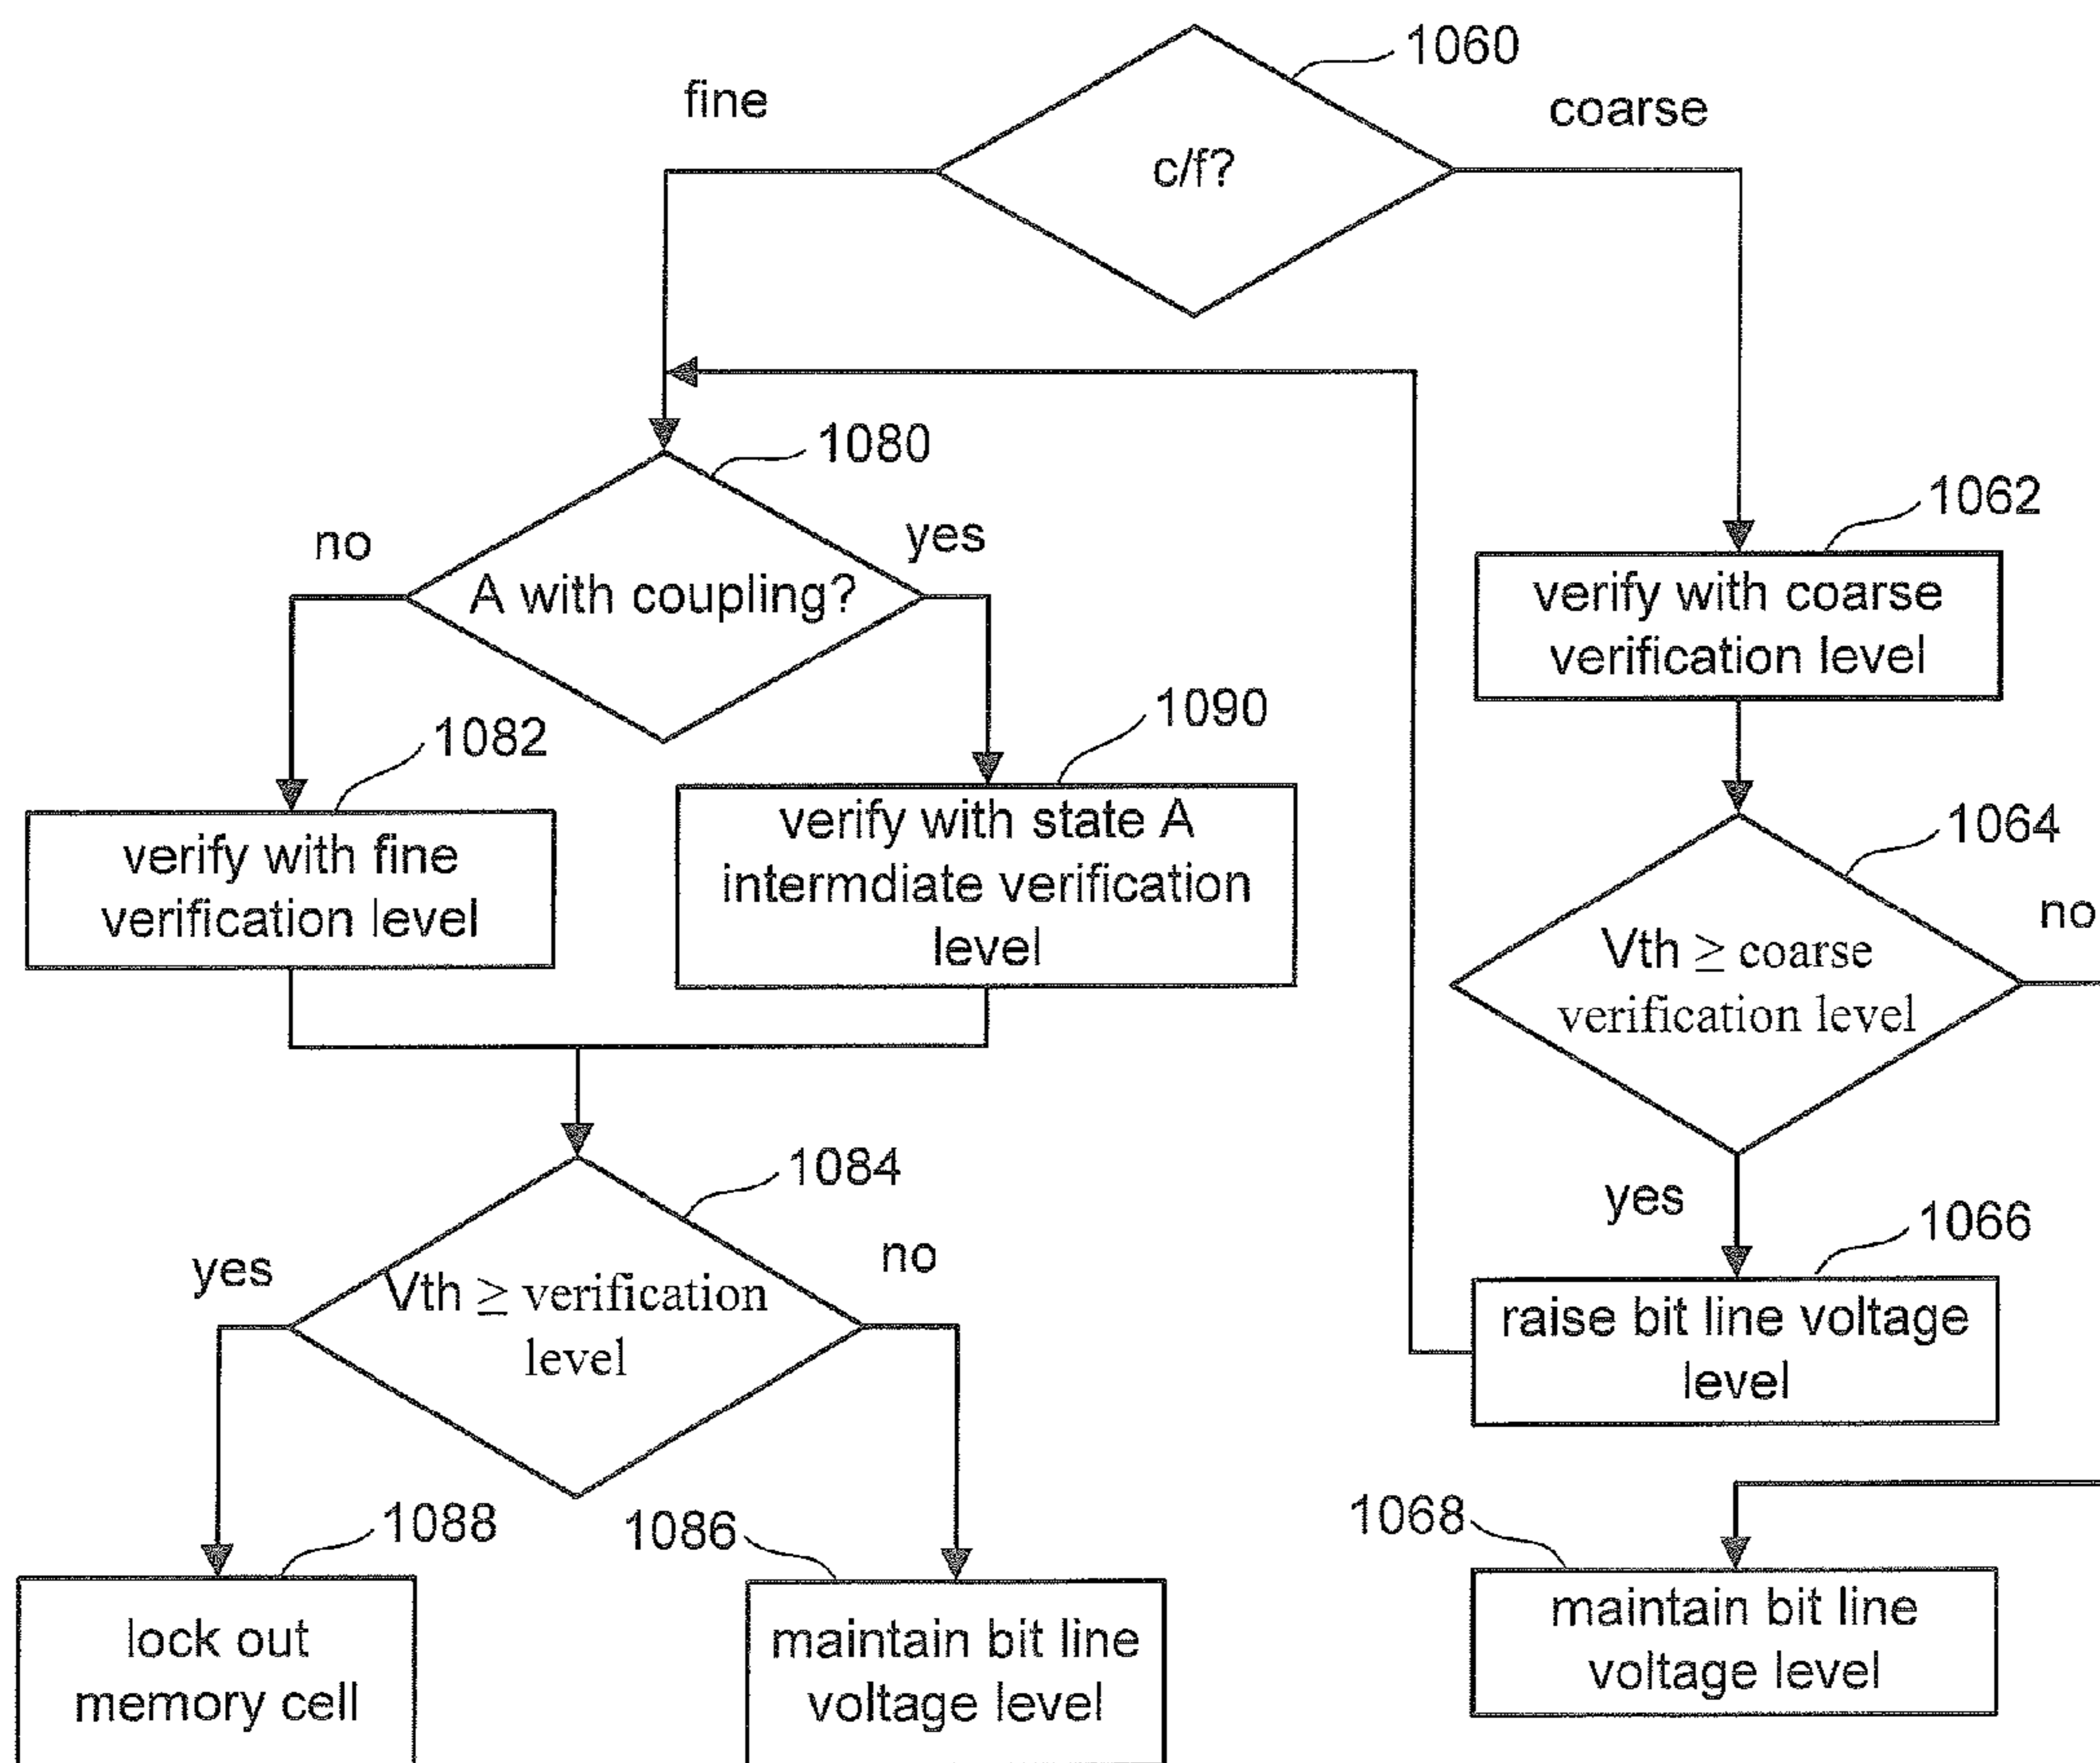 1060
fine
coarse
c/f?
1080
no
yes
A with coupling?
1062
verify with coarse
verification level
1082
1090
verify with fine
verification level
verify with state A
intermdiate verification
level
1064
no
Vth ≥ coarse
verification level
1084
yes
no
Vth ≥ verification
level
yes
1066
raise bit line voltage
level
1088
lock out
memory cell
1086
maintain bit line
voltage level
1068
maintain bit line
voltage level